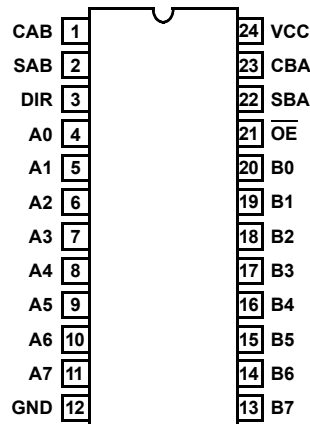 CAB 1 24 VCC
SAB 2 23 CBA
DIR 3 22 SBA
A0 4 21 OE
A1 5 20 B0
A2 6 19 B1
A3 7 18 B2
A4 8 17 B3
A5 9 16 B4
A6 10 15 B5
A7 11 14 B6
GND 12 13 B7